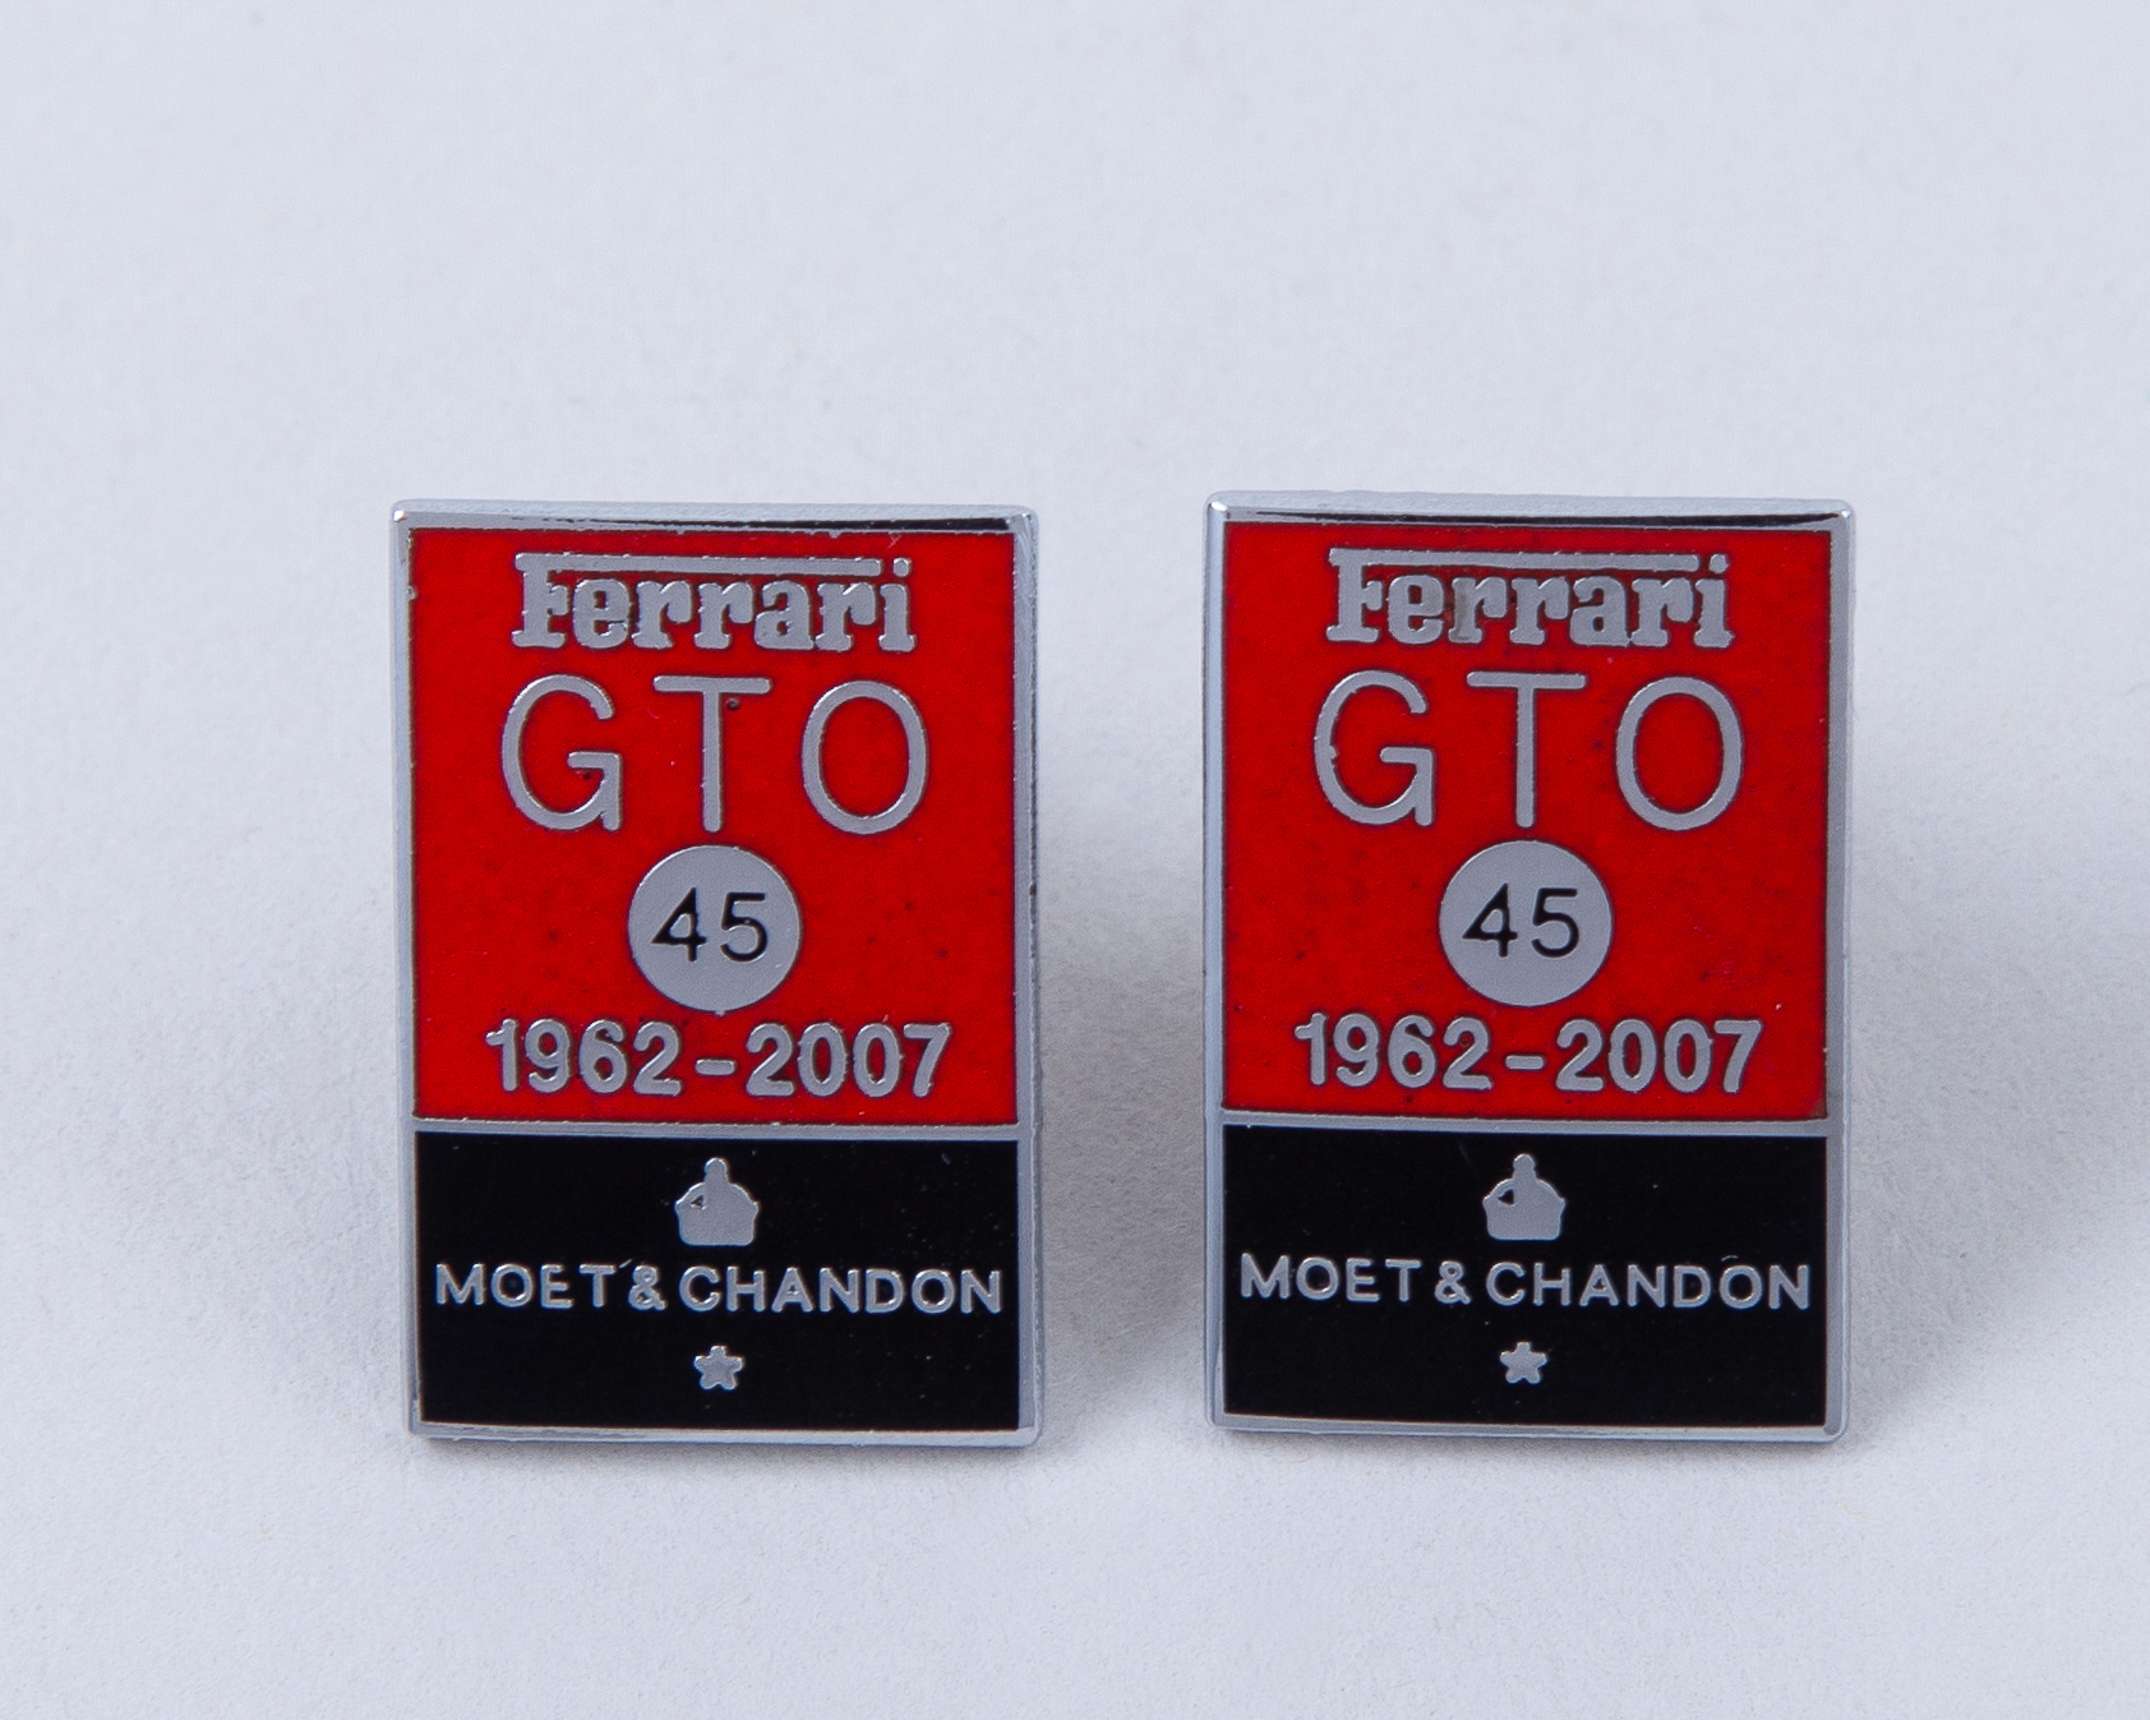 Ferrari
GTO
45
1962-2007
MOET & CHANDON
Ferrari
GTO
45
1962-2007
MOET & CHANDON